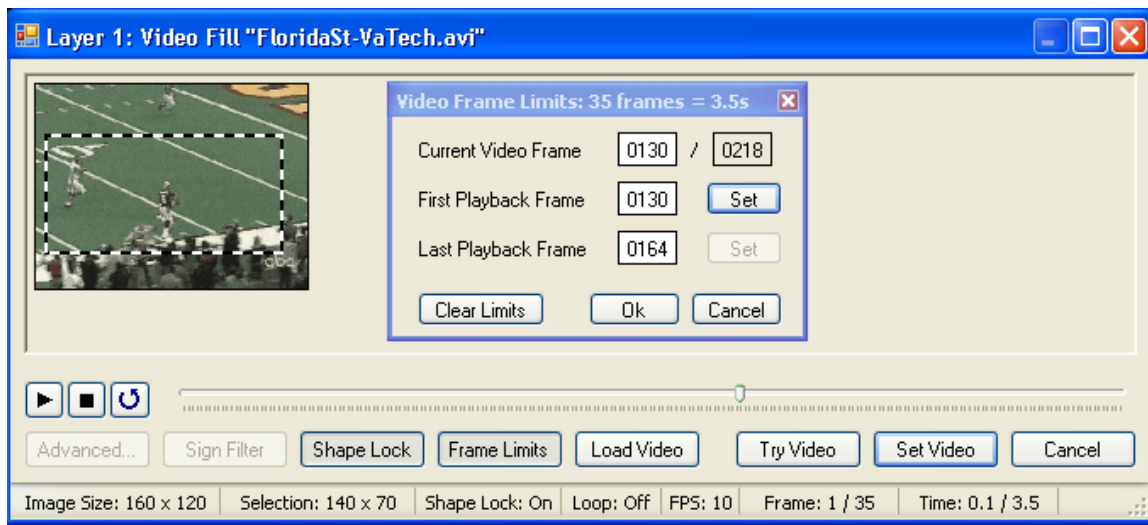 Layer 1: Video Fill "FloridaSt-VaTech.avi"
Video Frame Limits: 35 frames = 3.5s
Current Video Frame 0130 / 0218
First Playback Frame 0130 Set
Last Playback Frame 0164 Set
Clear Limits Ok Cancel
Advanced... Sign Filter Shape Lock Frame Limits Load Video Try Video Set Video Cancel
Image Size: 160 x 120 Selection: 140 x 70 Shape Lock: On Loop: Off FPS: 10 Frame: 1 / 35 Time: 0.1 / 3.5